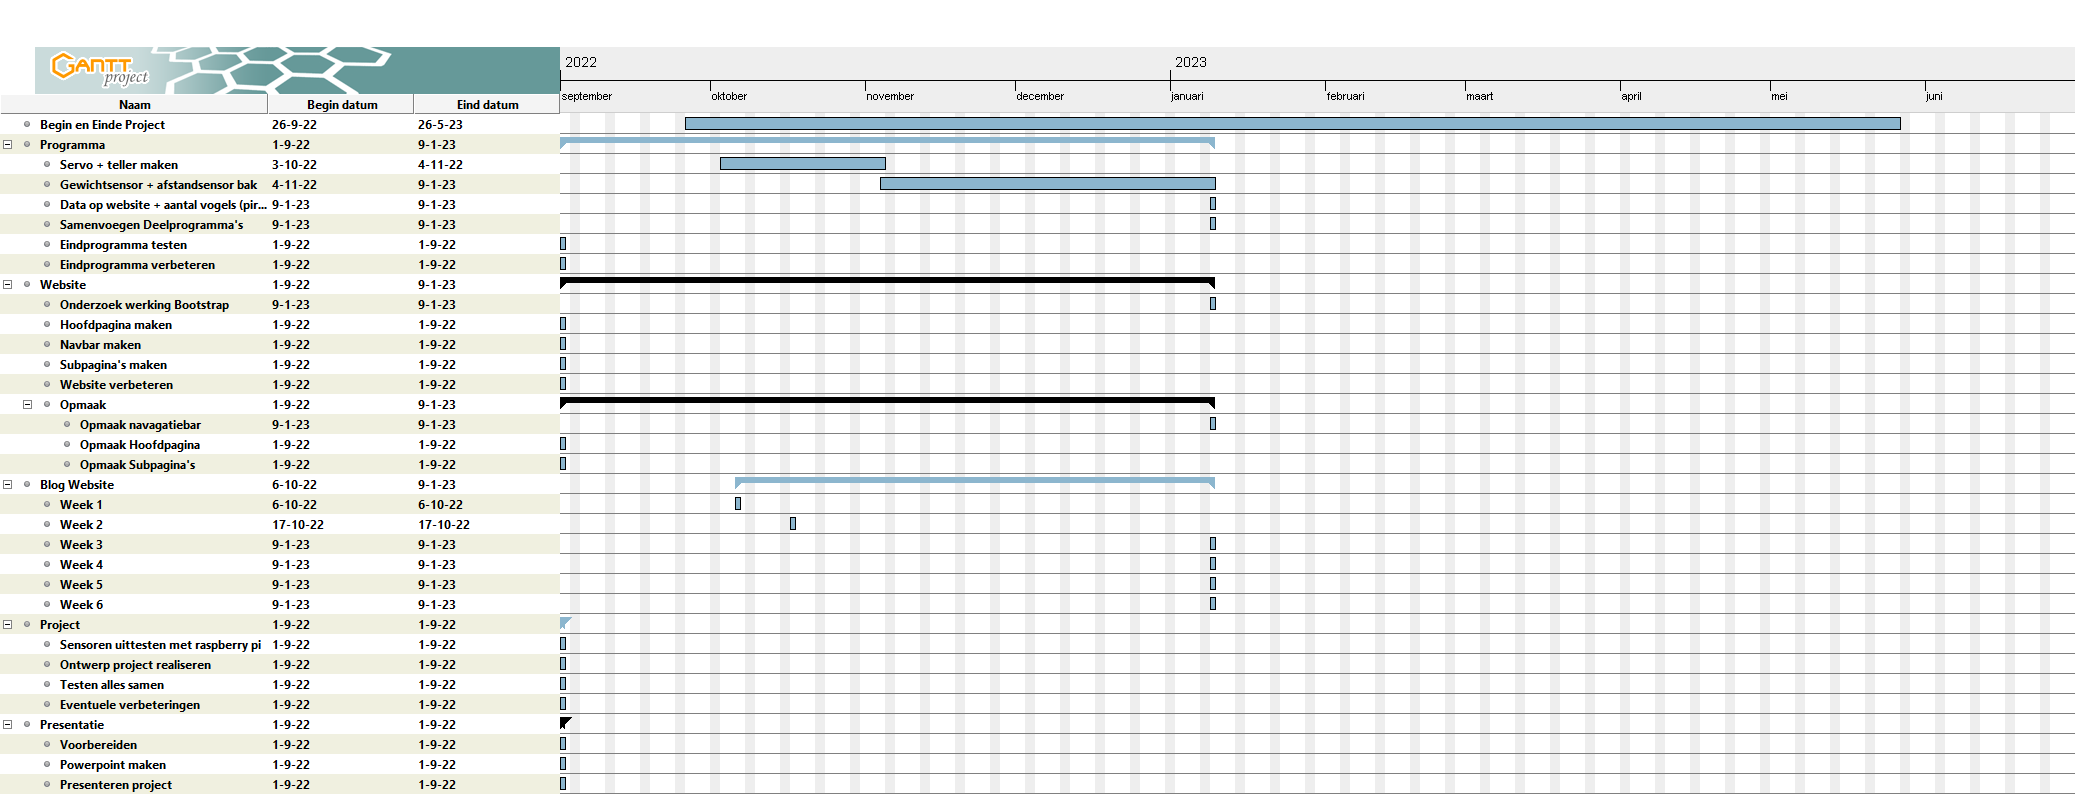 GANTT project
2022 2023
september oktober november december januari februari maart april mei juni
Naam Begin datum Eind datum
Begin en Einde Project 26-9-22 26-5-23
Programma 1-9-22 9-1-23
Servo + teller maken 3-10-22 4-11-22
Gewichtsensor + afstandsensor bak 4-11-22 9-1-23
Data op website + aantal vogels (pir... 9-1-23 9-1-23
Samenvoegen Deelprogramma's 9-1-23 9-1-23
Eindprogramma testen 1-9-22 1-9-22
Eindprogramma verbeteren 1-9-22 1-9-22
Website 1-9-22 9-1-23
Onderzoek werking Bootstrap 9-1-23 9-1-23
Hoofdpagina maken 1-9-22 1-9-22
Navbar maken 1-9-22 1-9-22
Subpagina's maken 1-9-22 1-9-22
Website verbeteren 1-9-22 1-9-22
Opmaak 1-9-22 9-1-23
Opmaak navagatiebar 9-1-23 9-1-23
Opmaak Hoofdpagina 1-9-22 1-9-22
Opmaak Subpagina's 1-9-22 1-9-22
Blog Website 6-10-22 9-1-23
Week 1 6-10-22 6-10-22
Week 2 17-10-22 17-10-22
Week 3 9-1-23 9-1-23
Week 4 9-1-23 9-1-23
Week 5 9-1-23 9-1-23
Week 6 9-1-23 9-1-23
Project 1-9-22 1-9-22
Sensoren uittesten met raspberry pi 1-9-22 1-9-22
Ontwerp project realiseren 1-9-22 1-9-22
Testen alles samen 1-9-22 1-9-22
Eventuele verbeteringen 1-9-22 1-9-22
Presentatie 1-9-22 1-9-22
Voorbereiden 1-9-22 1-9-22
Powerpoint maken 1-9-22 1-9-22
Presenteren project 1-9-22 1-9-22